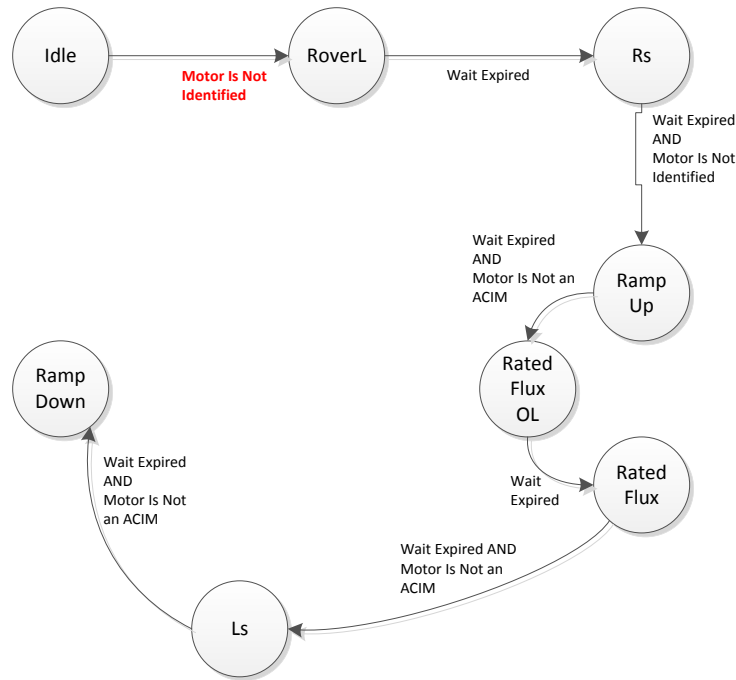 Idle
Motor Is Not
Identified
RoverL
Wait Expired
Rs
Wait Expired
AND
Motor Is Not
Identified
Ramp
Up
Wait Expired
AND
Motor Is Not an
ACIM
Rated
Flux
OL
Wait
Expired
Rated
Flux
Wait Expired AND
Motor Is Not an
ACIM
Ls
Wait Expired
AND
Motor Is Not
an ACIM
Ramp
Down